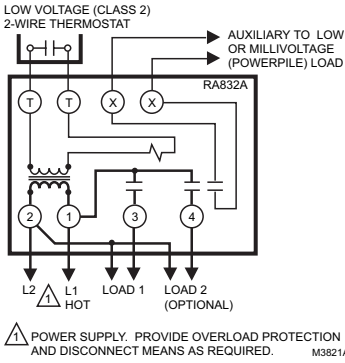 LOW VOLTAGE (CLASS 2)
2-WIRE THERMOSTAT
AUXILIARY TO LOW
OR MILLIVOLTAGE
(POWERPILE) LOAD
RA832A
T T X X
2 1 3 4
L2 1 L1 HOT LOAD 1 LOAD 2 (OPTIONAL)
1 POWER SUPPLY. PROVIDE OVERLOAD PROTECTION
AND DISCONNECT MEANS AS REQUIRED.
M3821A